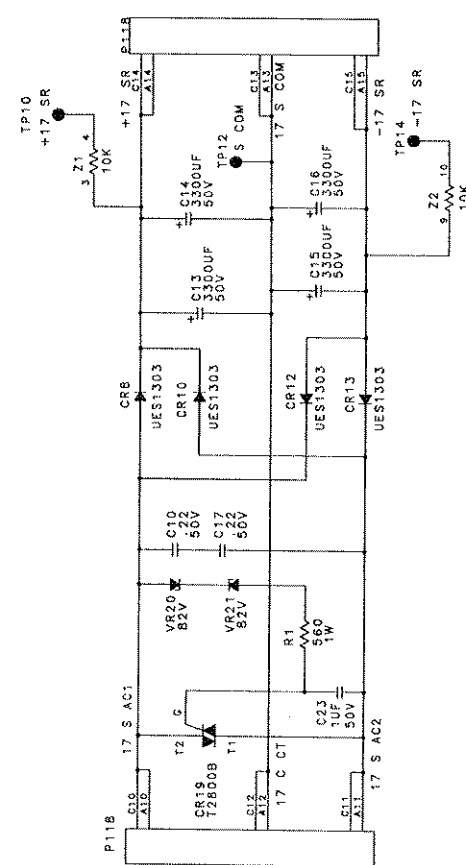 P118
C10
A10
C12
A12
C11
A11
17 S AC1
17 C CT
17 S AC2
CR19
T2800B
T2
T1
G
C23
1UF
50V
R1
560
1W
VR20
82V
VR21
82V
C10
.22
50V
C17
.22
50V
CR8
UES1303
CR10
UES1303
CR12
UES1303
CR13
UES1303
C13
3300UF
50V
C14
3300UF
50V
C15
3300UF
50V
C16
3300UF
50V
Z1
10K
3
4
TP10
+17 SR
TP12
S COM
Z2
10K
9
10
TP14
-17 SR
+17 SR
17 S COM
-17 SR
C14
A14
C13
A13
C15
A15
P118